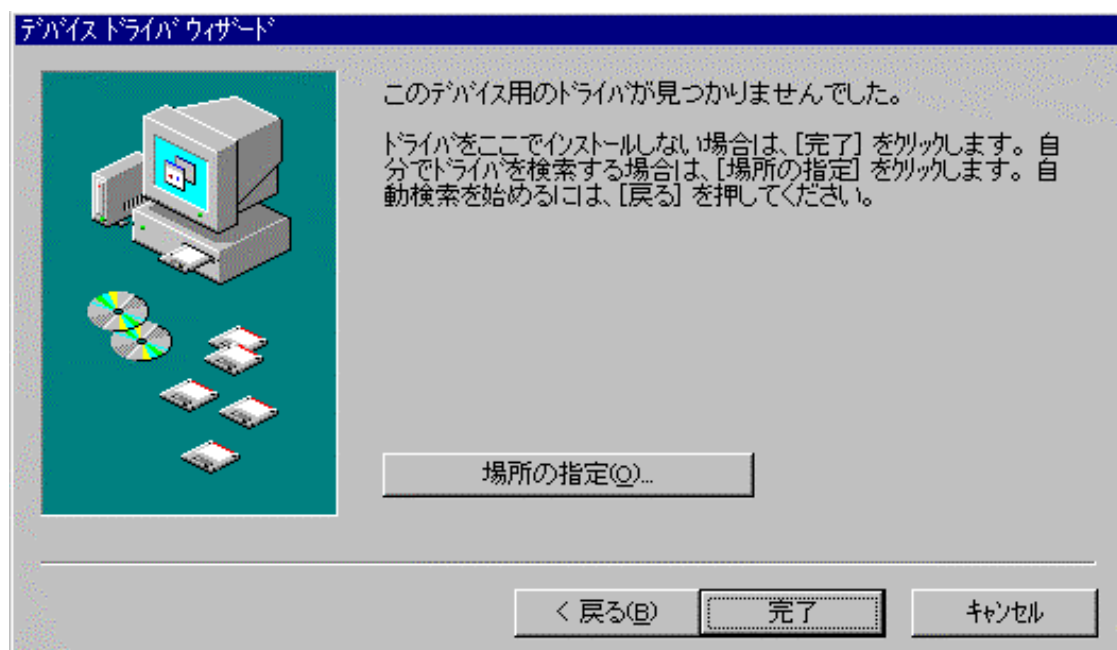 ﾃﾞﾊﾞｲｽ ﾄﾞﾗｲﾊﾞ ｳｨｻﾞｰﾄﾞ
このﾃﾞﾊﾞｲｽ用のﾄﾞﾗｲﾊﾞが見つかりませんでした。
ﾄﾞﾗｲﾊﾞをここでｲﾝｽﾄｰﾙしない場合は、[完了] をｸﾘｯｸします。自
分でﾄﾞﾗｲﾊﾞを検索する場合は、[場所の指定] をｸﾘｯｸします。自
動検索を始めるには、[戻る] を押してください。
場所の指定(O)...
< 戻る(B)
完了
ｷｬﾝｾﾙ